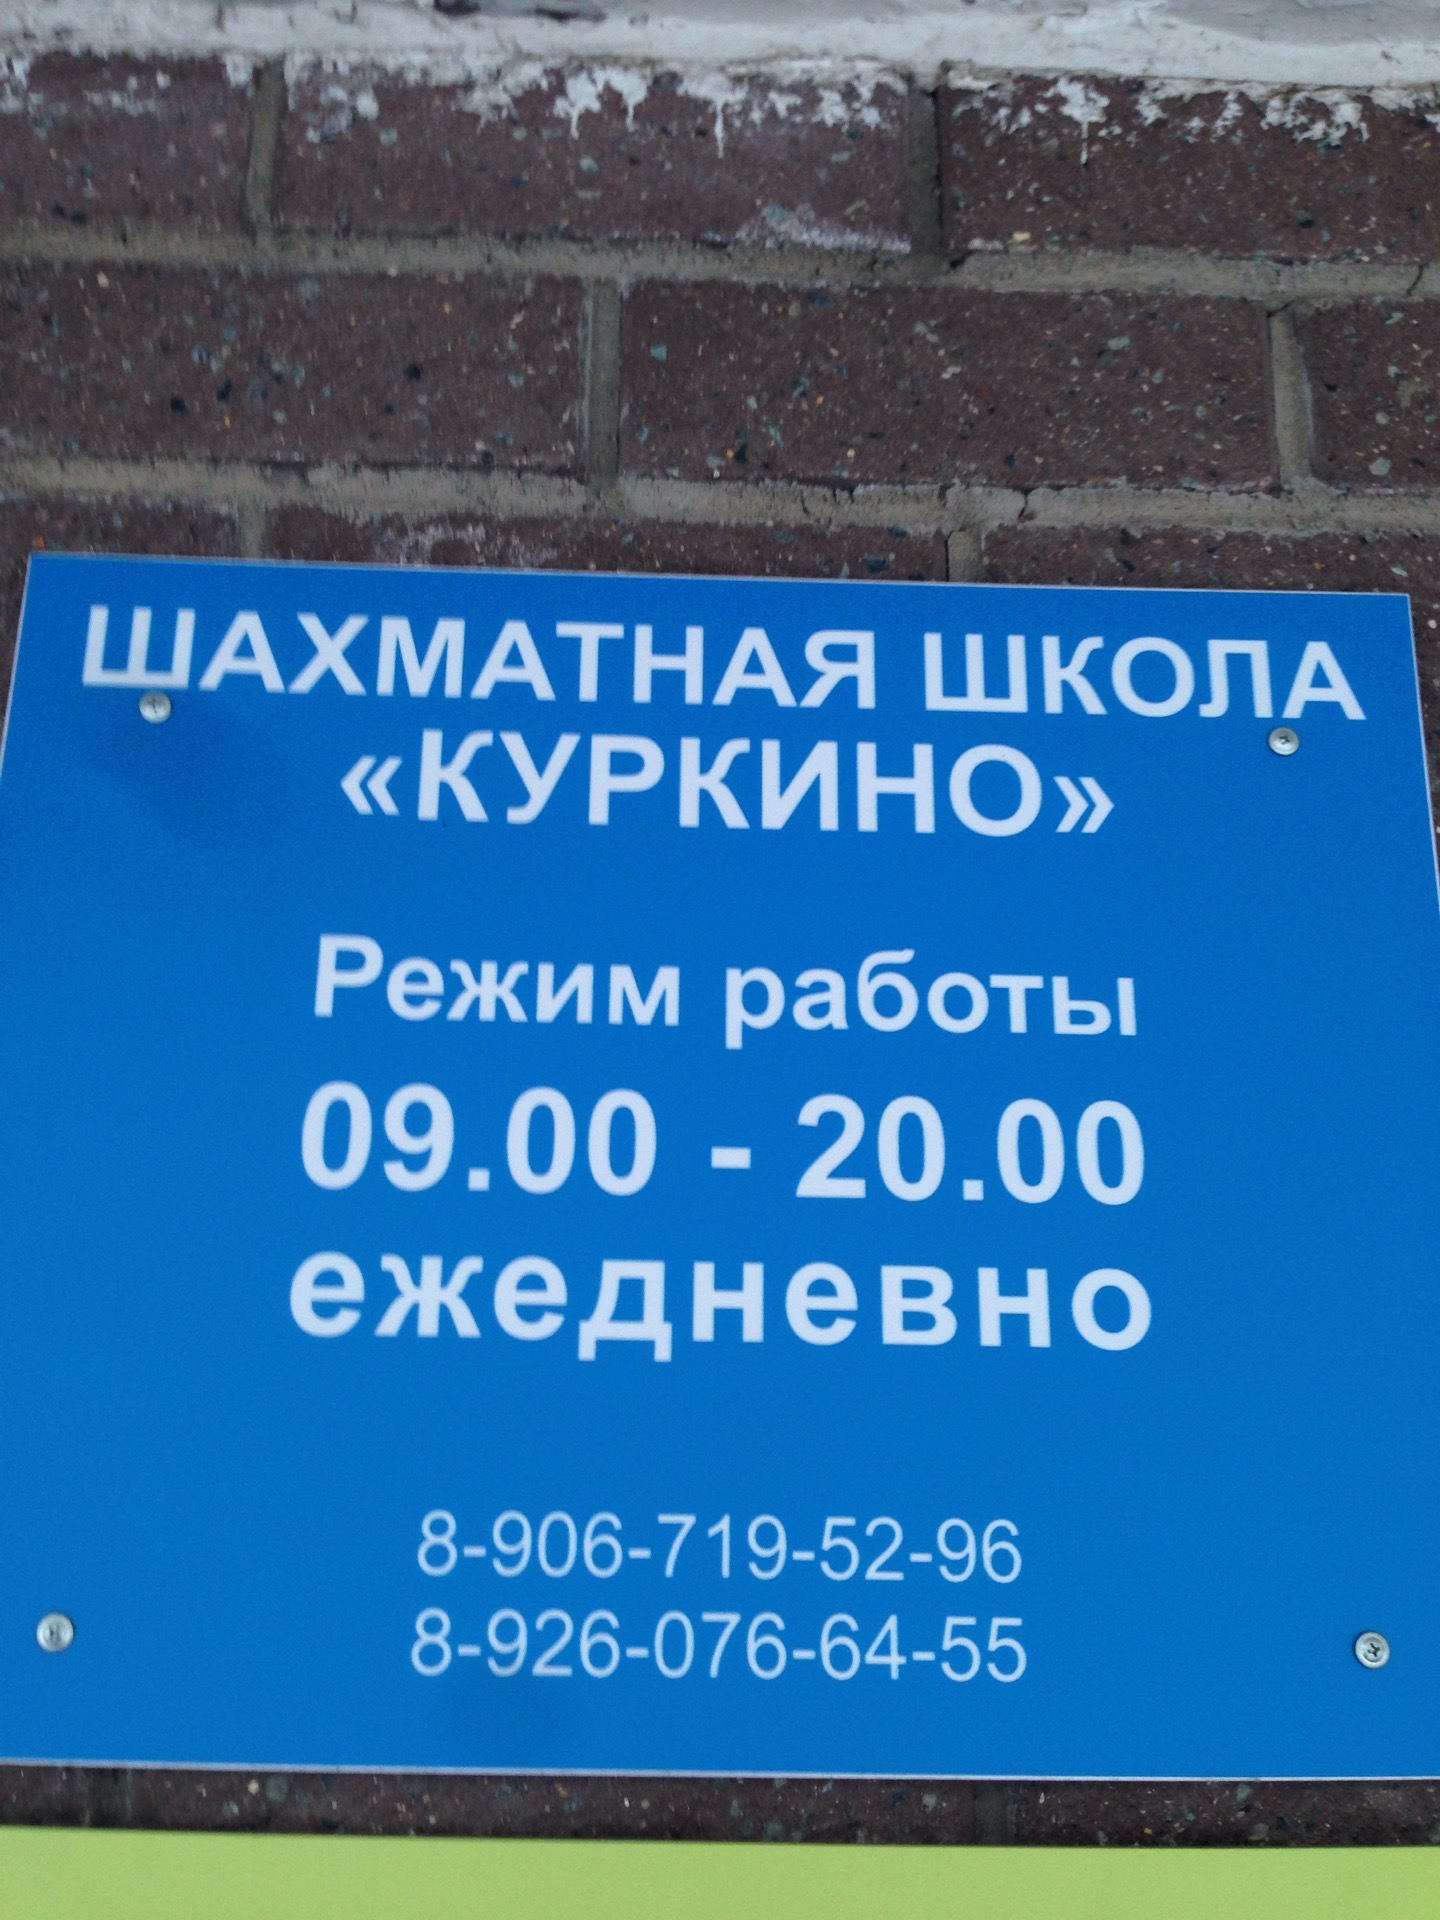 ШАХМАТНАЯ ШКОЛА
«КУРКИНО»
Режим работы
09.00 - 20.00
ежедневно
8-906-719-52-96
8-926-076-64-55